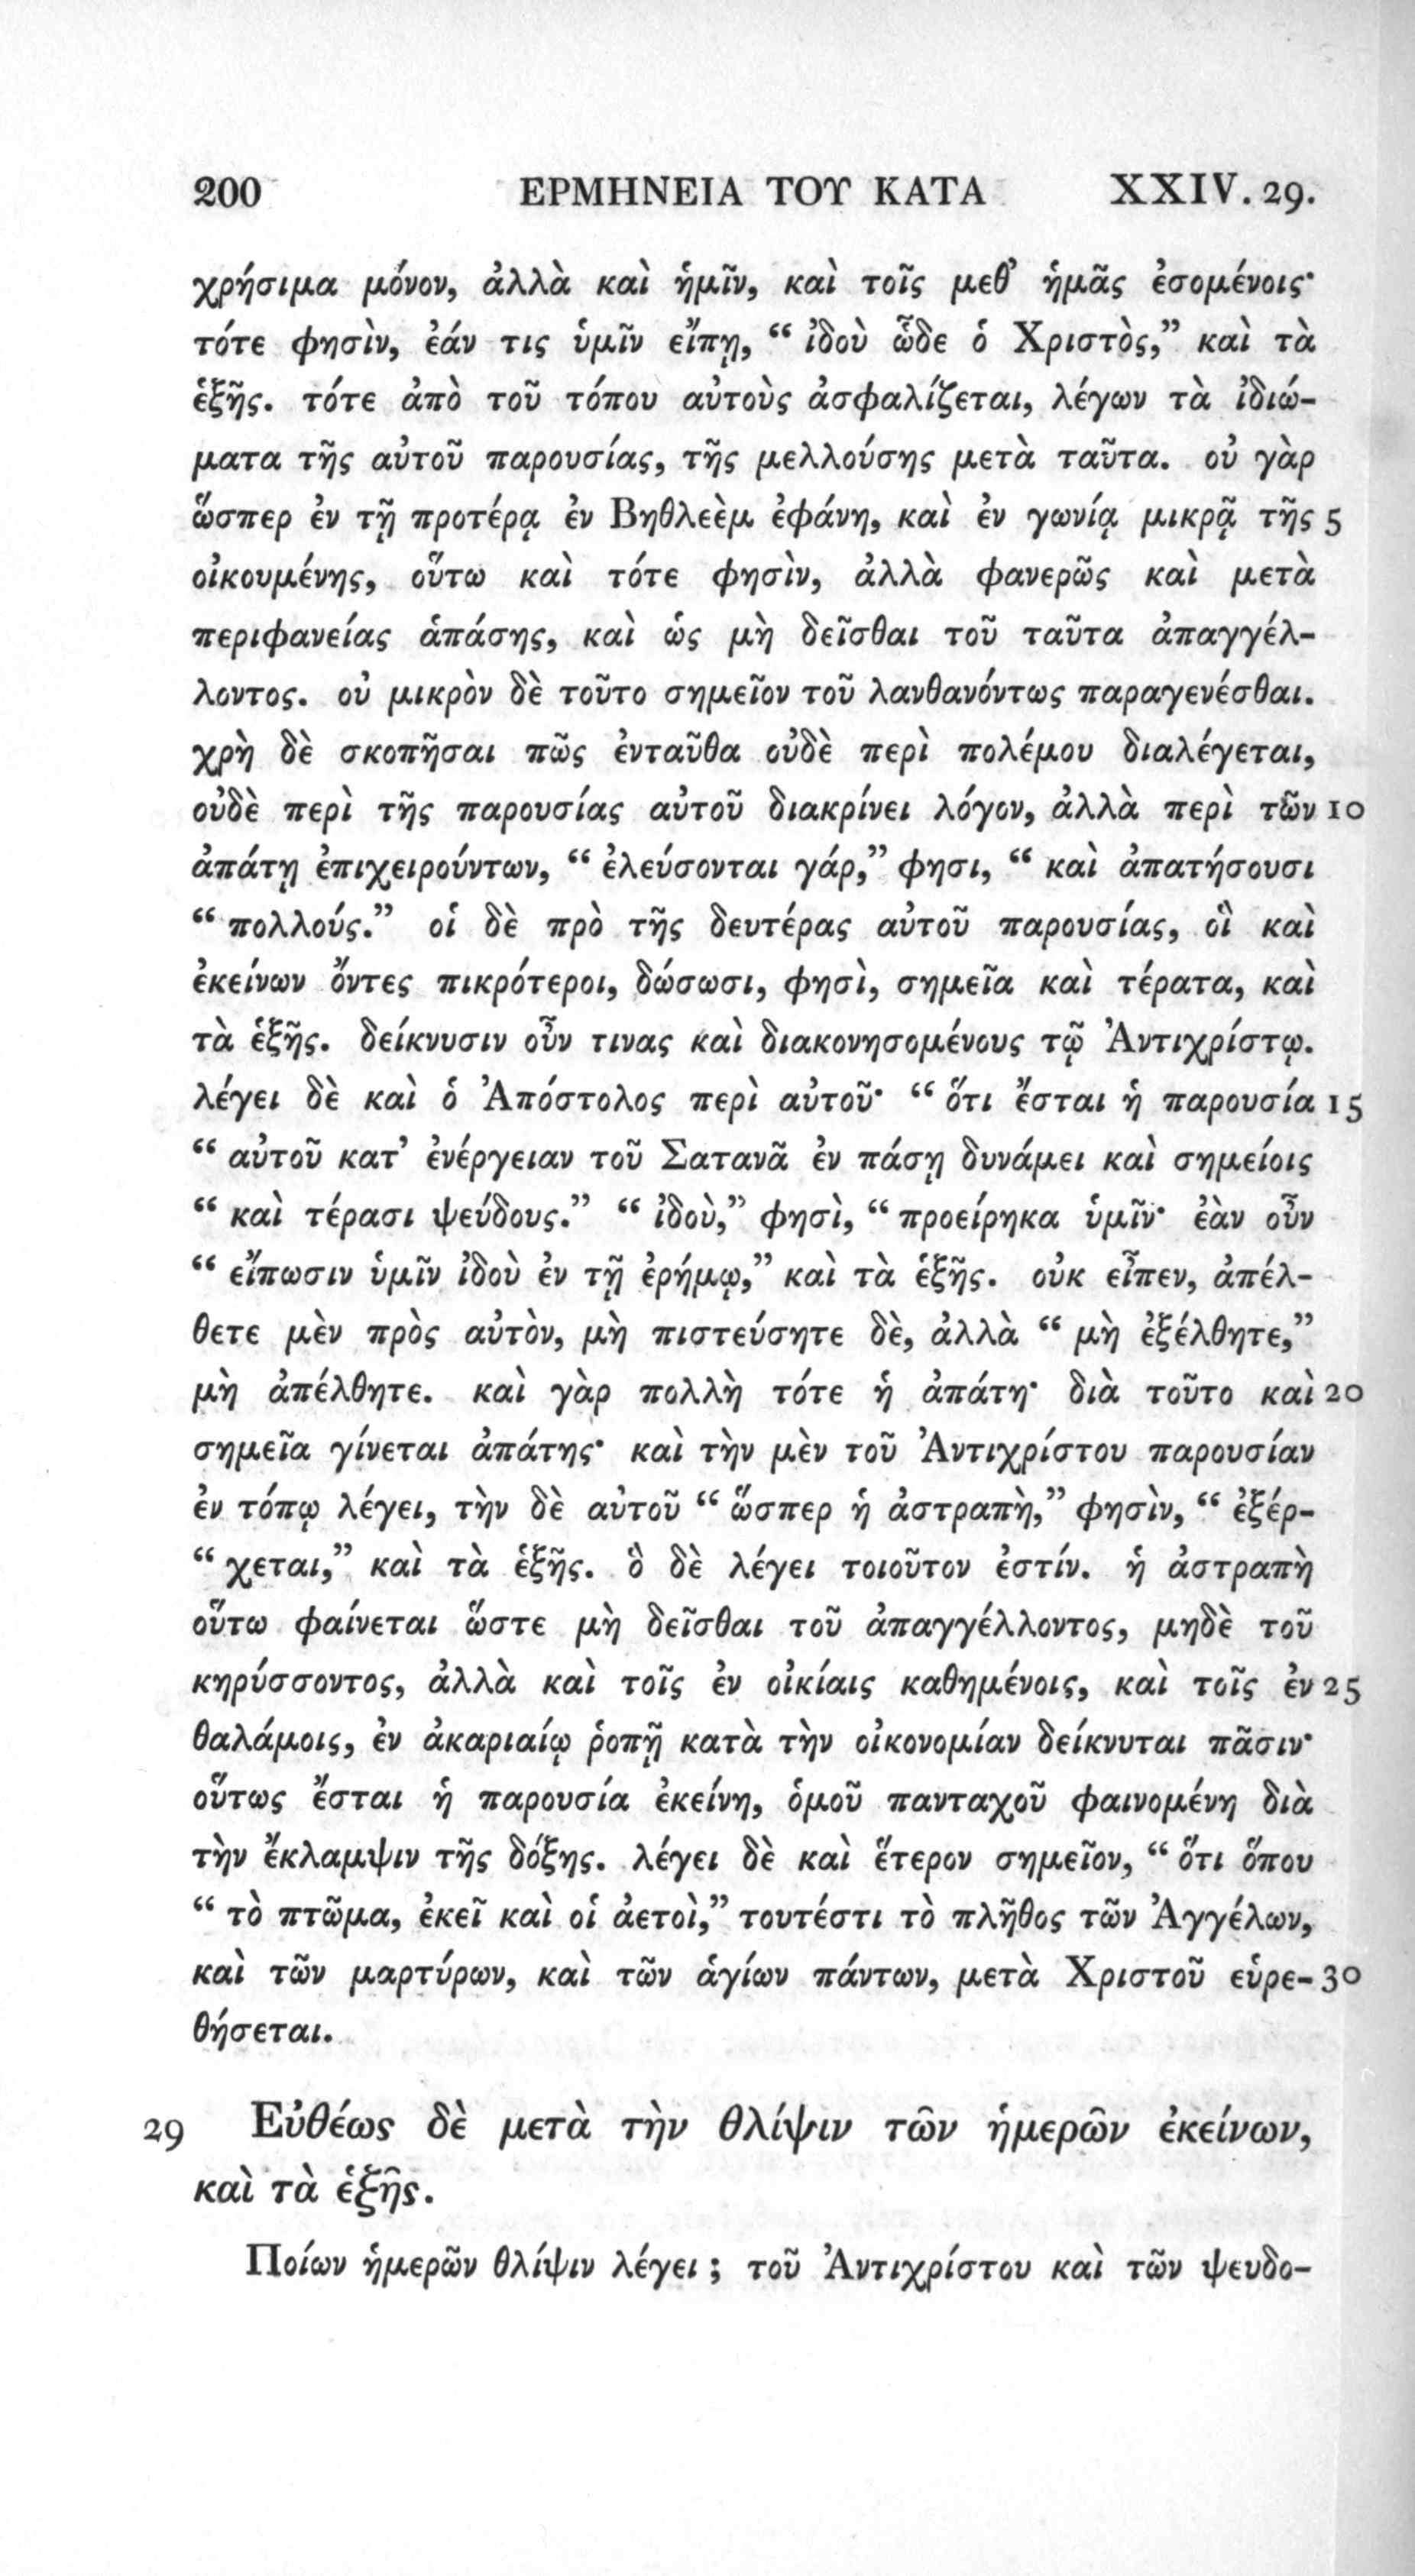 200 ΕΡΜΗΝΕΙΑ ΤΟΥ ΚΑΤΑ XXIV. 29.
χρήσιμα μόνον, ἀλλὰ καὶ ἡμῖν, καὶ τοῖς μεθ’ ἡμᾶς ἐσομένοις·
τότε φησὶν, ἐάν τις ὑμῖν εἴπῃ, “ ἰδοὺ ὧδε ὁ Χριστὸς,” καὶ τὰ
ἑξῆς. τότε ἀπὸ τοῦ τόπου αὐτοὺς ἀσφαλίζεται, λέγων τὰ ἰδιώ-
ματα τῆς αὐτοῦ παρουσίας, τῆς μελλούσης μετὰ ταῦτα. οὐ γὰρ
ὥσπερ ἐν τῇ προτέρᾳ ἐν Βηθλεὲμ ἐφάνη, καὶ ἐν γωνίᾳ μικρᾷ τῆς 5
οἰκουμένης, οὕτω καὶ τότε φησὶν, ἀλλὰ φανερῶς καὶ μετὰ
περιφανείας ἁπάσης, καὶ ὡς μὴ δεῖσθαι τοῦ ταῦτα ἀπαγγέλ-
λοντος. οὐ μικρὸν δὲ τοῦτο σημεῖον τοῦ λανθανόντως παραγενέσθαι.
χρὴ δὲ σκοπῆσαι πῶς ἐνταῦθα οὐδὲ περὶ πολέμου διαλέγεται,
οὐδὲ περὶ τῆς παρουσίας αὐτοῦ διακρίνει λόγον, ἀλλὰ περὶ τῶν 10
ἀπάτῃ ἐπιχειρούντων, “ ἐλεύσονται γάρ,” φησι, “ καὶ ἀπατήσουσι
“ πολλούς.” οἱ δὲ πρὸ τῆς δευτέρας αὐτοῦ παρουσίας, οἳ καὶ
ἐκείνων ὄντες πικρότεροι, δώσωσι, φησὶ, σημεῖα καὶ τέρατα, καὶ
τὰ ἑξῆς. δείκνυσιν οὖν τινας καὶ διακονησομένους τῷ Ἀντιχρίστῳ.
λέγει δὲ καὶ ὁ Ἀπόστολος περὶ αὐτοῦ· “ ὅτι ἔσται ἡ παρουσία 15
“ αὐτοῦ κατ’ ἐνέργειαν τοῦ Σατανᾶ ἐν πάσῃ δυνάμει καὶ σημείοις
“ καὶ τέρασι ψεύδους.” “ ἰδοὺ,” φησὶ, “ προείρηκα ὑμῖν· ἐὰν οὖν
“ εἴπωσιν ὑμῖν ἰδοὺ ἐν τῇ ἐρήμῳ,” καὶ τὰ ἑξῆς. οὐκ εἶπεν, ἀπέλ-
θετε μὲν πρὸς αὐτὸν, μὴ πιστεύσητε δὲ, ἀλλὰ “ μὴ ἐξέλθητε,”
μὴ ἀπέλθητε. καὶ γὰρ πολλὴ τότε ἡ ἀπάτη· διὰ τοῦτο καὶ 20
σημεῖα γίνεται ἀπάτης· καὶ τὴν μὲν τοῦ Ἀντιχρίστου παρουσίαν
ἐν τόπῳ λέγει, τὴν δὲ αὐτοῦ “ ὥσπερ ἡ ἀστραπὴ,” φησὶν, “ ἐξέρ-
“ χεται,” καὶ τὰ ἑξῆς. ὃ δὲ λέγει τοιοῦτον ἐστίν. ἡ ἀστραπὴ
οὕτω φαίνεται ὥστε μὴ δεῖσθαι τοῦ ἀπαγγέλλοντος, μηδὲ τοῦ
κηρύσσοντος, ἀλλὰ καὶ τοῖς ἐν οἰκίαις καθημένοις, καὶ τοῖς ἐν 25
θαλάμοις, ἐν ἀκαριαίῳ ῥοπῇ κατὰ τὴν οἰκονομίαν δείκνυται πᾶσιν·
οὕτως ἔσται ἡ παρουσία ἐκείνη, ὁμοῦ πανταχοῦ φαινομένη διὰ
τὴν ἔκλαμψιν τῆς δόξης. λέγει δὲ καὶ ἕτερον σημεῖον, “ ὅτι ὅπου
“ τὸ πτῶμα, ἐκεῖ καὶ οἱ ἀετοὶ,” τουτέστι τὸ πλῆθος τῶν Ἀγγέλων,
καὶ τῶν μαρτύρων, καὶ τῶν ἁγίων πάντων, μετὰ Χριστοῦ εὑρε- 30
θήσεται.
29 Εὐθέως δὲ μετὰ τὴν θλίψιν τῶν ἡμερῶν ἐκείνων,
καὶ τὰ ἑξῆς.
Ποίων ἡμερῶν θλίψιν λέγει ; τοῦ Ἀντιχρίστου καὶ τῶν ψευδο-